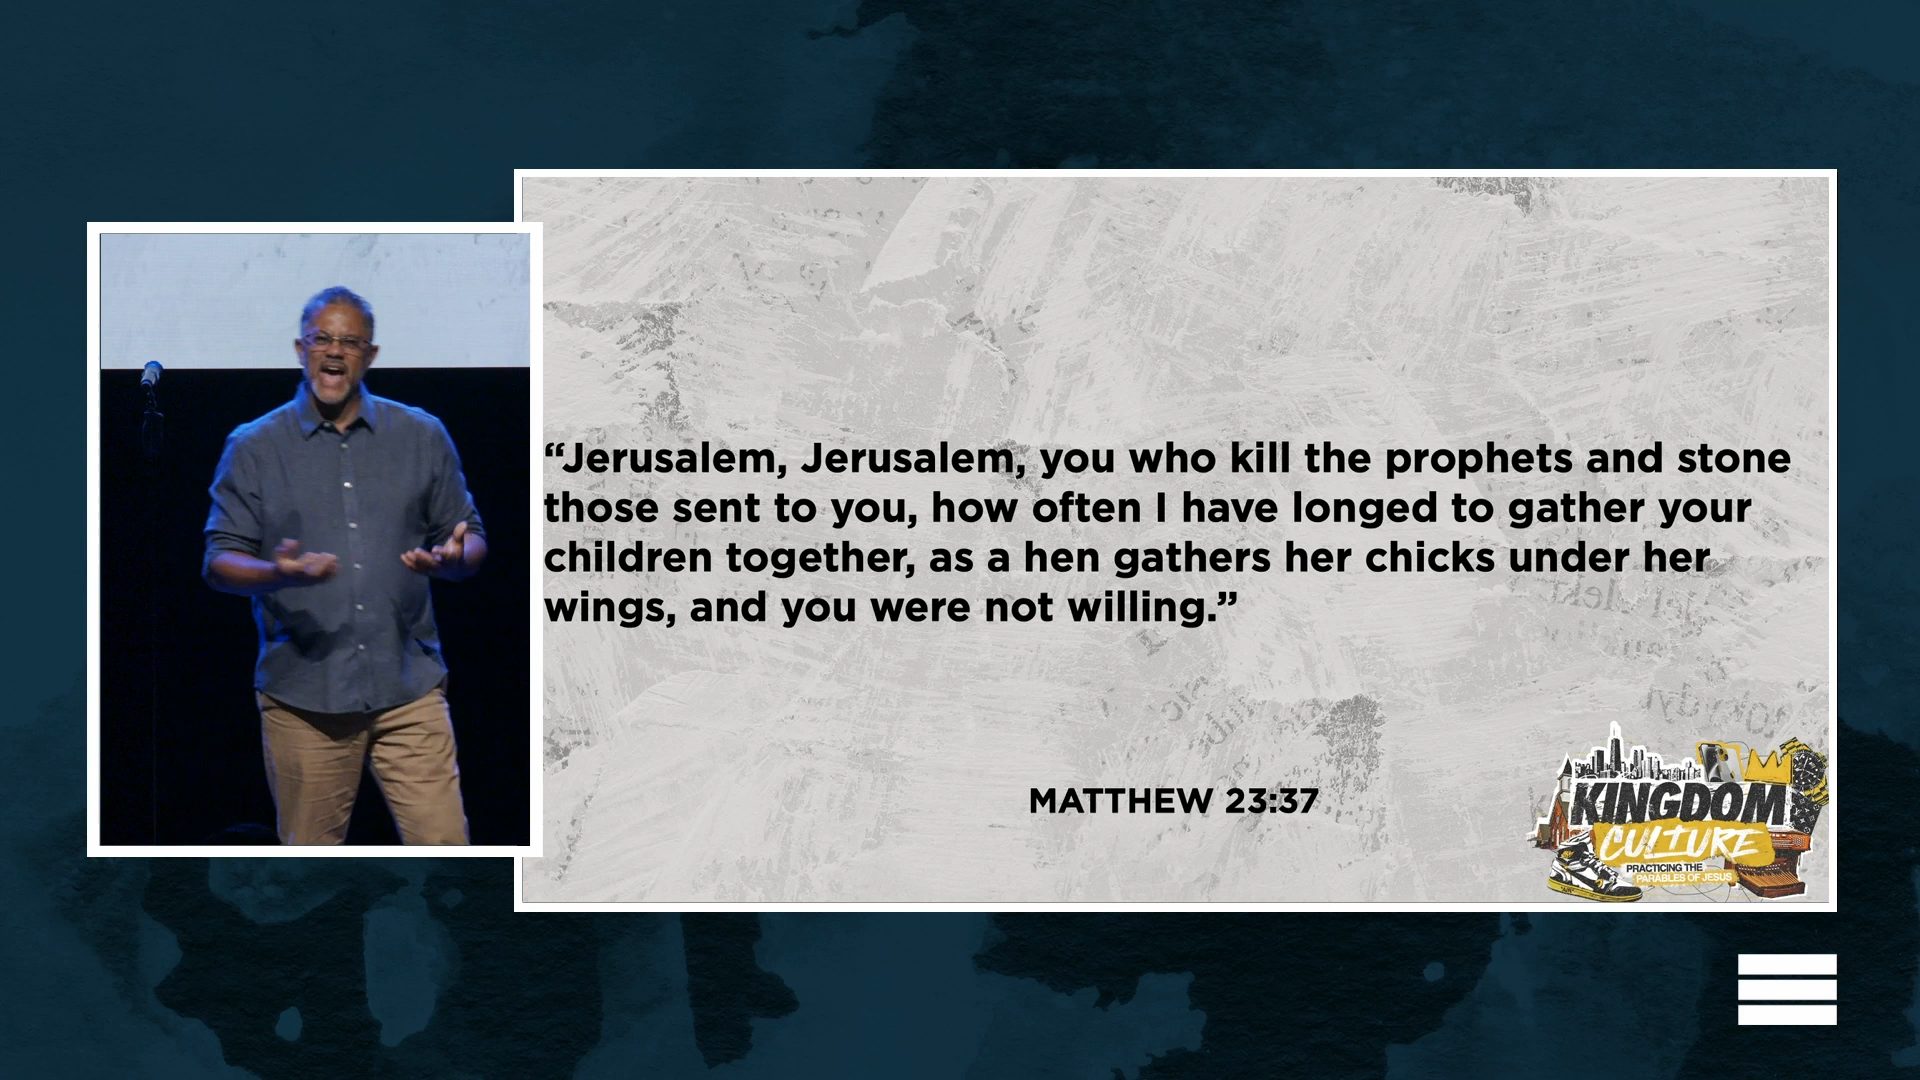 “Jerusalem, Jerusalem, you who kill the prophets and stone
those sent to you, how often I have longed to gather your
children together, as a hen gathers her chicks under her
wings, and you were not willing.”
MATTHEW 23:37
KINGDOM
CULTURE
PRACTICING THE
PARABLES OF JESUS